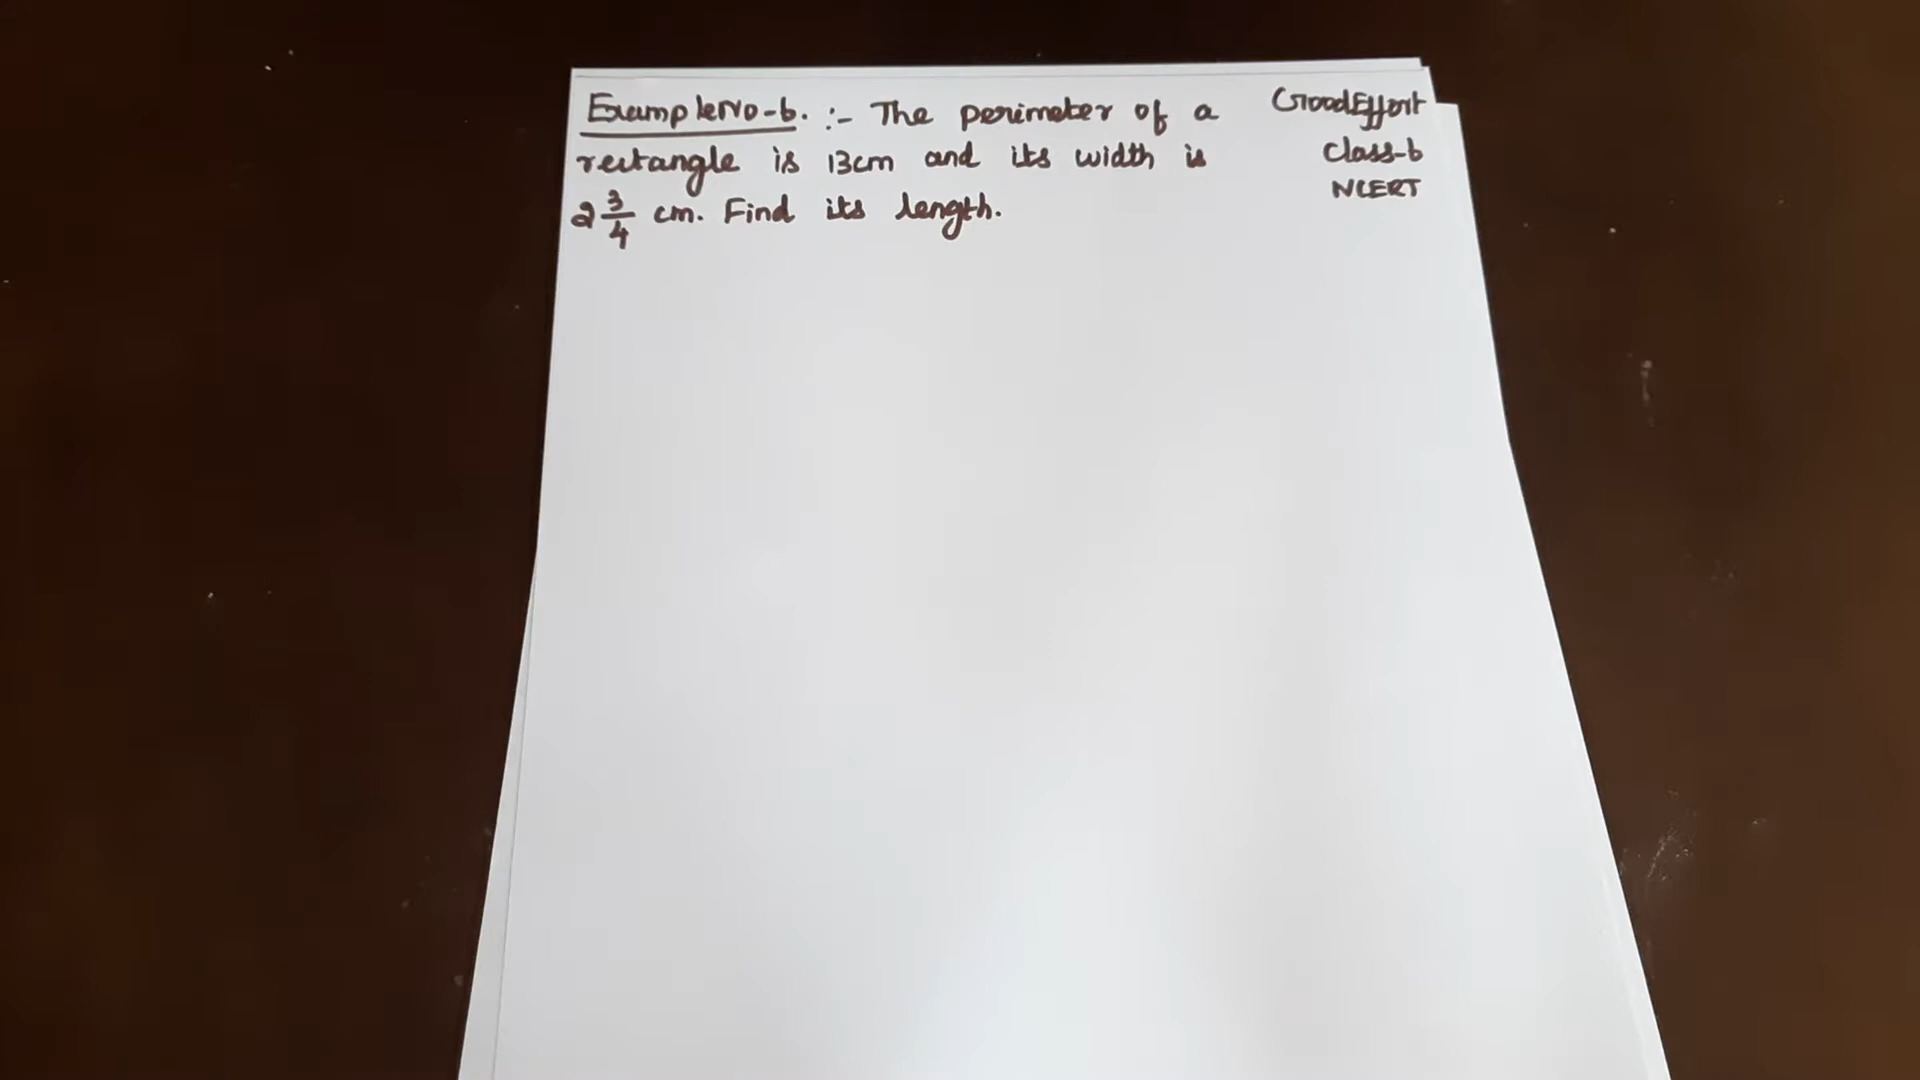 Example No-6. :- The perimeter of a
rectangle is 13cm and its width is
2 3/4 cm. Find its length.
GoodEffort
Class-6
NCERT